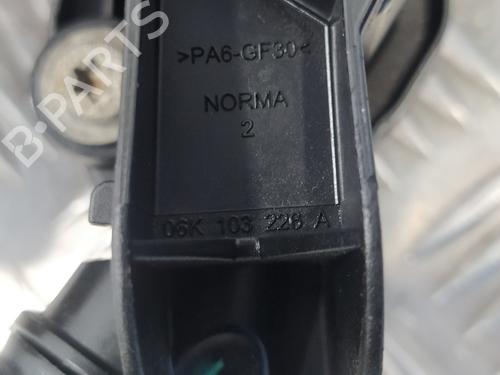 >PA6-GF30<
NORMA
2
06K 103 226 A
B-PARTS